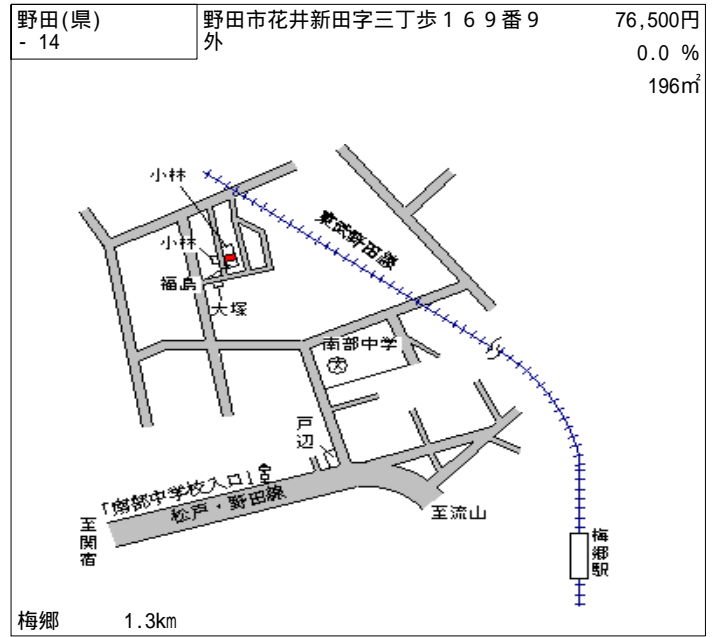 野田(県)
- 14
野田市花井新田字三丁歩１６９番９
外
76,500円
0.0 %
196㎡
小林
東武野田線
小林
福島
大塚
南部中学
文
戸辺
「南部中学校入口」
松戸・野田線
至流山
至関宿
梅郷駅
梅郷 1.3km